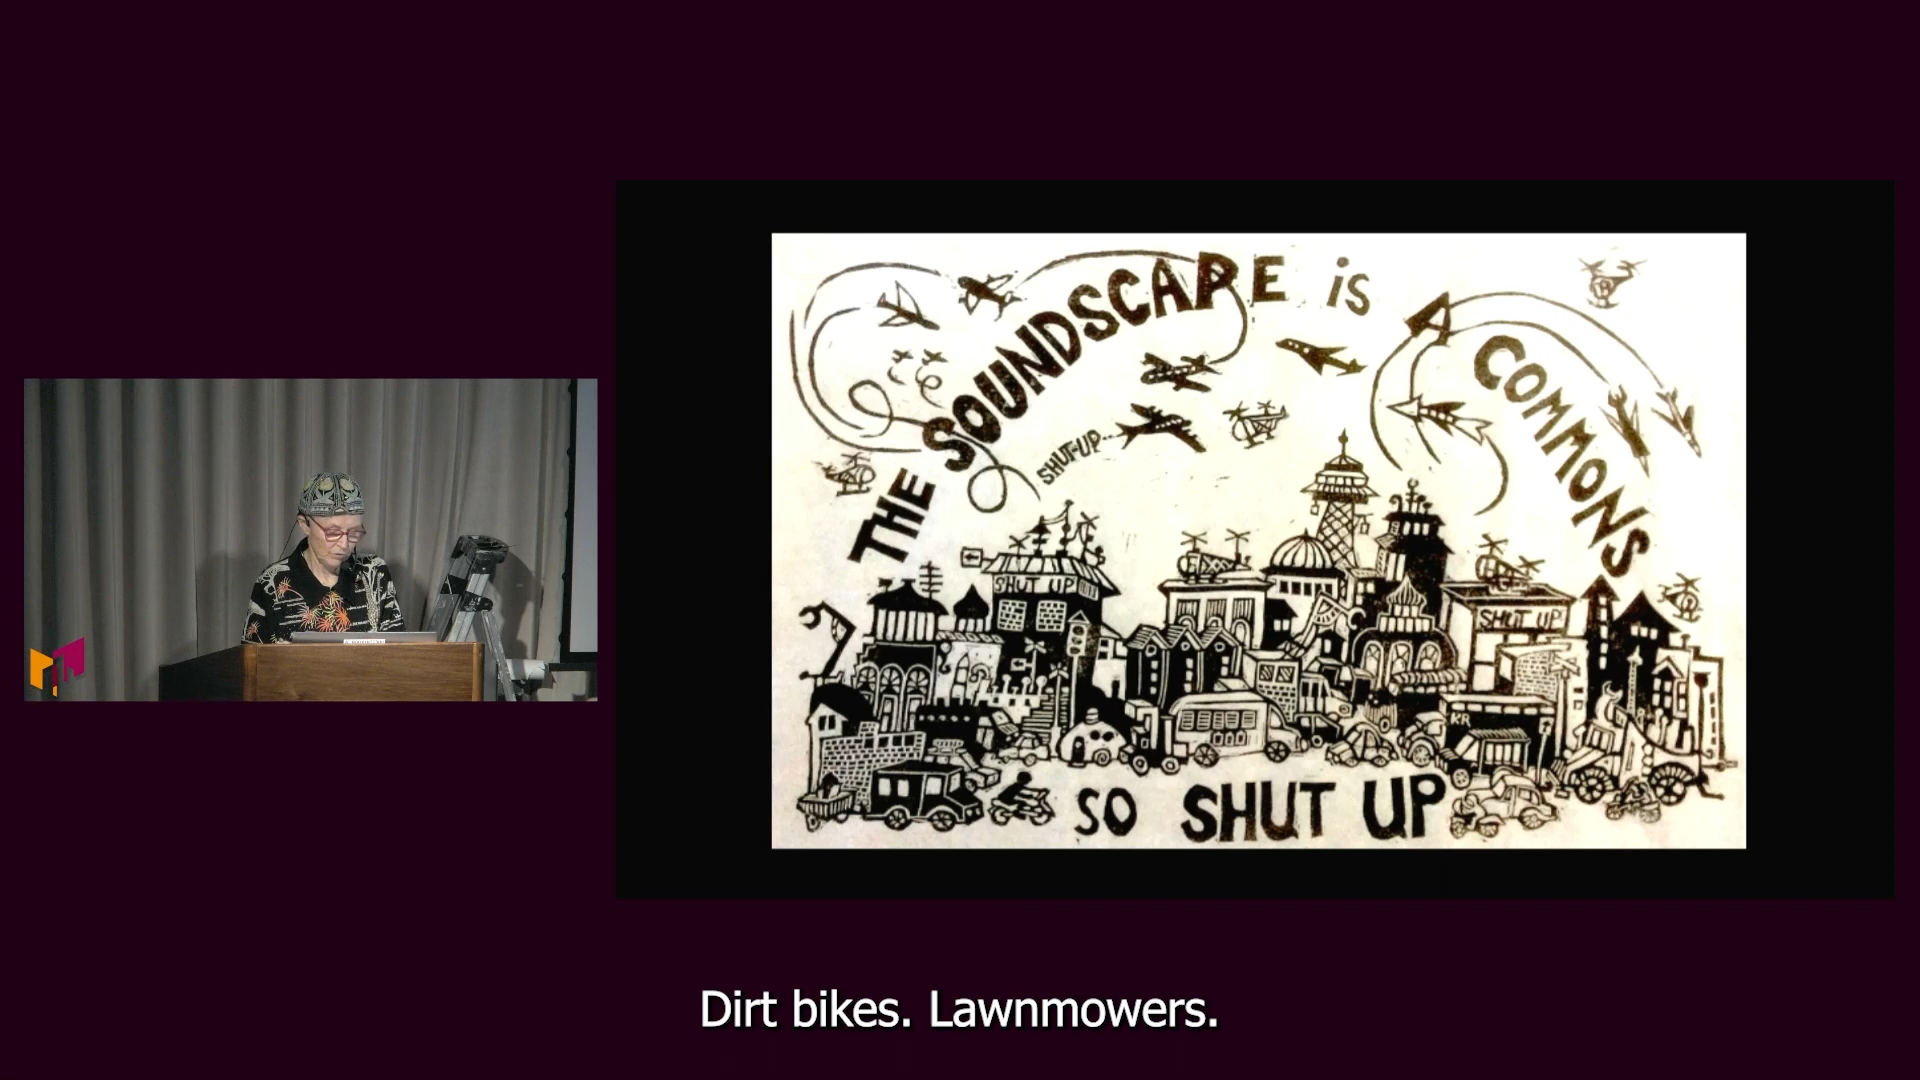 THE SOUNDSCAPE is A COMMONS
SHUT-UP
SHUT UP
SHUT UP
KR
SO SHUT UP
Dirt bikes. Lawnmowers.